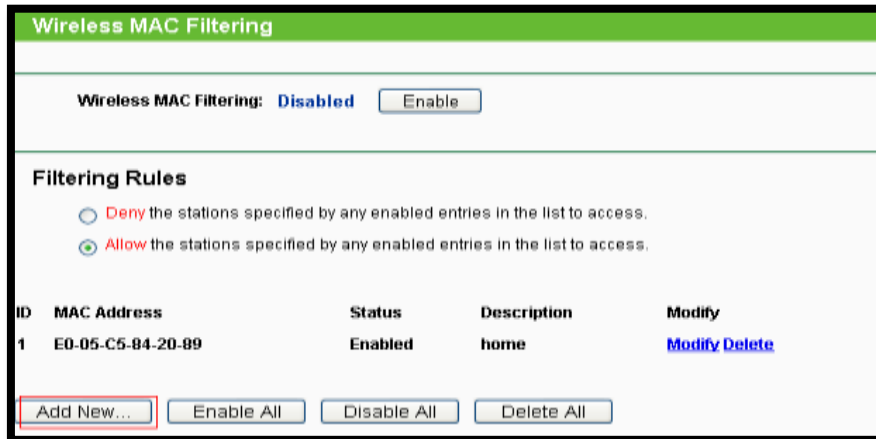 Wireless MAC Filtering
Wireless MAC Filtering: Disabled Enable
Filtering Rules
Deny the stations specified by any enabled entries in the list to access.
Allow the stations specified by any enabled entries in the list to access.
ID MAC Address Status Description Modify
1 E0-05-C5-84-20-89 Enabled home Modify Delete
Add New... Enable All Disable All Delete All